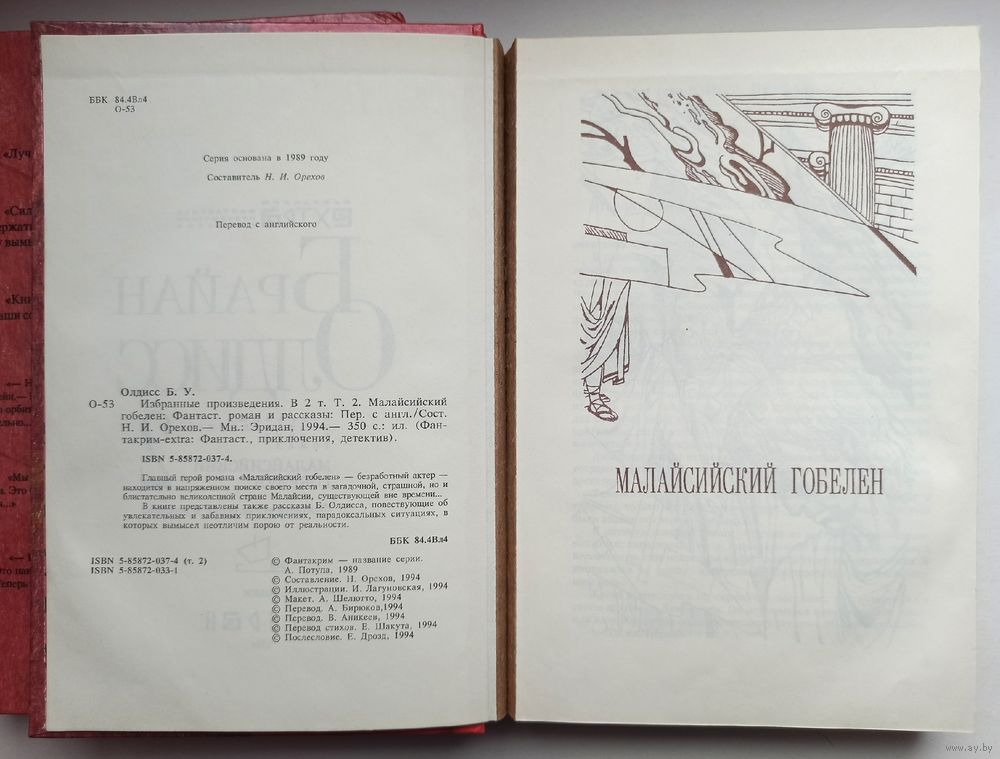 ББК 84.4Вл4
О-53
Серия основана в 1989 году
Составитель Н. И. Орехов
Перевод с английского
Олдисс Б. У.
О-53 Избранные произведения. В 2 т. Т. 2. Малайсийский
гобелен: Фантаст. роман и рассказы: Пер. с англ./Сост.
Н. И. Орехов.— Мн.: Эридан, 1994.— 350 с.: ил. (Фан-
такрим-extra: Фантаст., приключения, детектив).
ISBN 5-85872-037-4.
Главный герой романа «Малайсийский гобелен» — безработный актер —
находится в напряженном поиске своего места в загадочной, страшной, но и
блистательно великолепной стране Малайсии, существующей вне времени...
В книге представлены также рассказы Б. Олдисса, повествующие об
увлекательных и забавных приключениях, парадоксальных ситуациях, в
которых вымысел неотличим порою от реальности.
ББК 84.4Вл4
ISBN 5-85872-037-4 (т. 2)
ISBN 5-85872-033-1
© Фантакрим — название серии.
А. Потупа, 1989
© Составление. Н. Орехов, 1994
© Иллюстрации. И. Лагуновская, 1994
© Макет. А. Шелютто, 1994
© Перевод. А. Бирюков,1994
© Перевод. В. Аникеев, 1994
© Перевод стихов. Е. Шакута, 1994
© Послесловие. Е. Дрозд, 1994
МАЛАЙСИЙСКИЙ ГОБЕЛЕН
www.ay.by